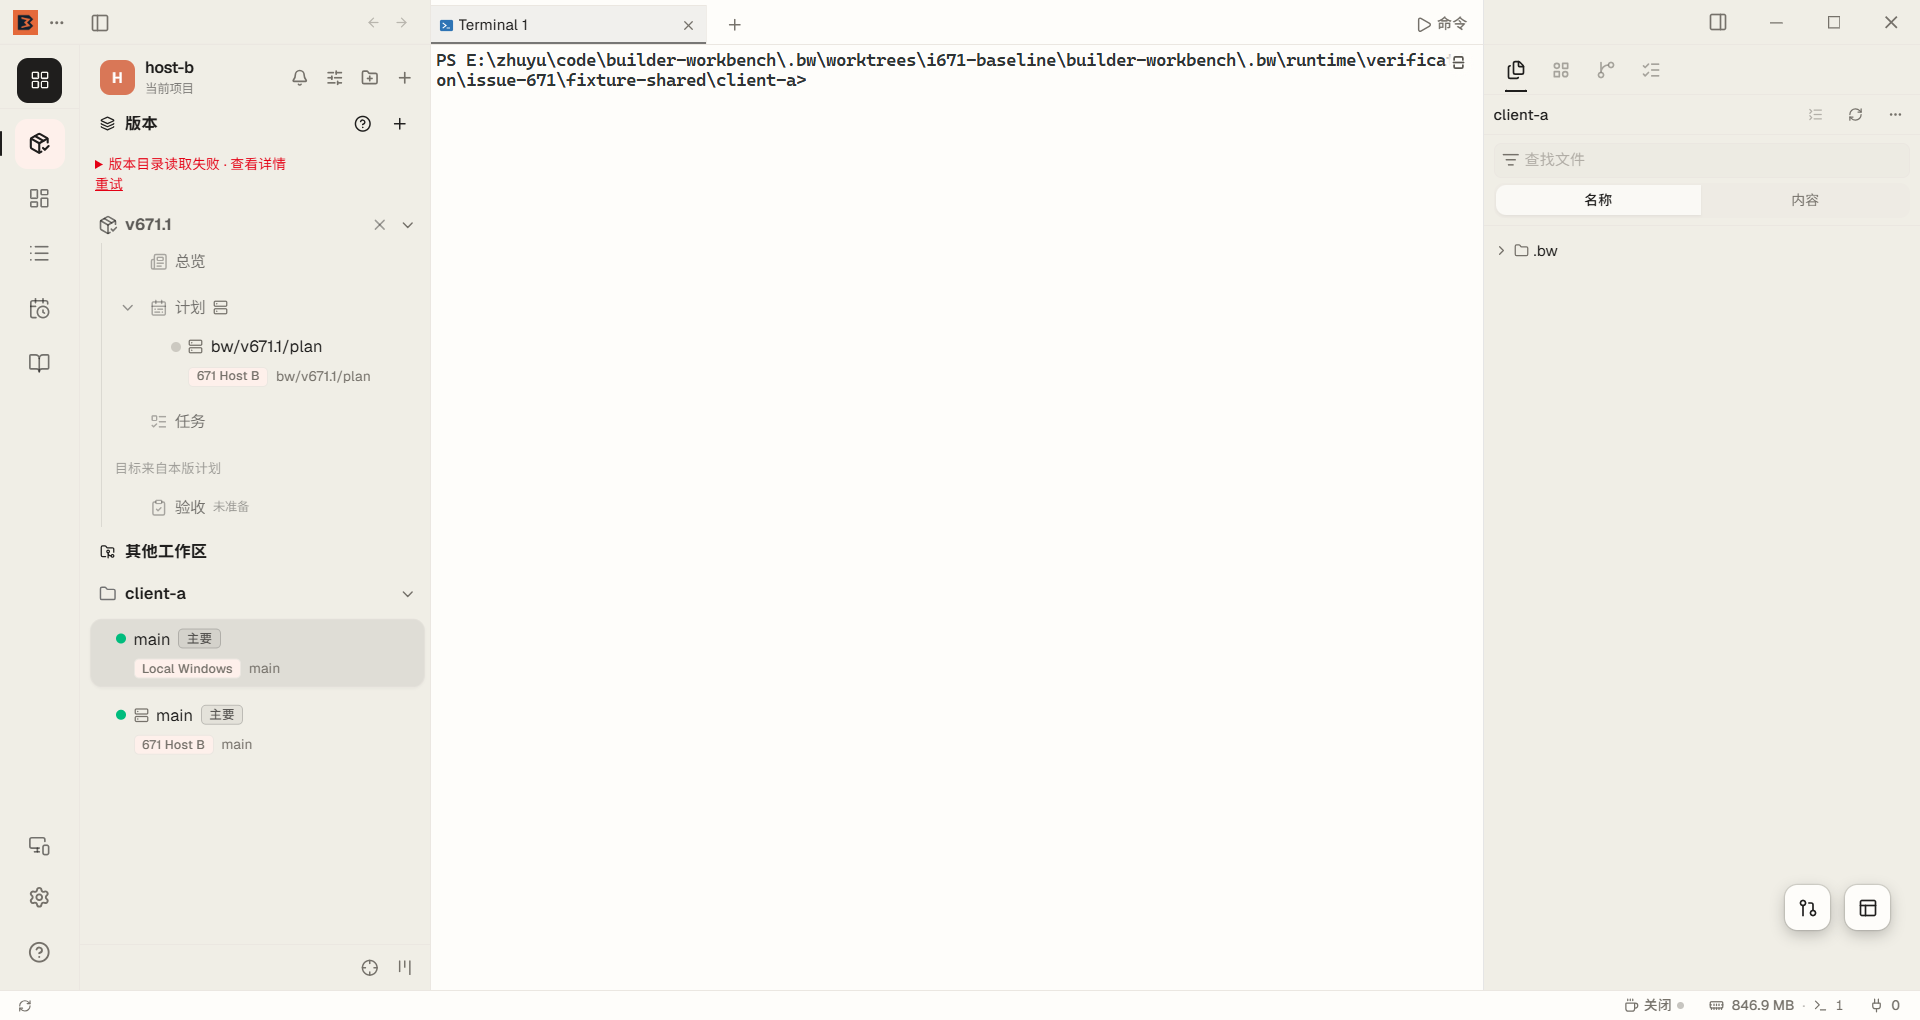 Terminal 1
命令
H
host-b
当前项目
版本
版本目录读取失败 · 查看详情
重试
v671.1
总览
计划
bw/v671.1/plan
671 Host B
bw/v671.1/plan
任务
目标来自本版计划
验收
未准备
其他工作区
client-a
main
主要
Local Windows
main
main
主要
671 Host B
main
PS E:\zhuyu\code\builder-workbench\.bw\worktrees\i671-baseline\builder-workbench\.bw\runtime\verifica
on\issue-671\fixture-shared\client-a>
client-a
查找文件
名称
内容
.bw
关闭
846.9 MB
·
1
0